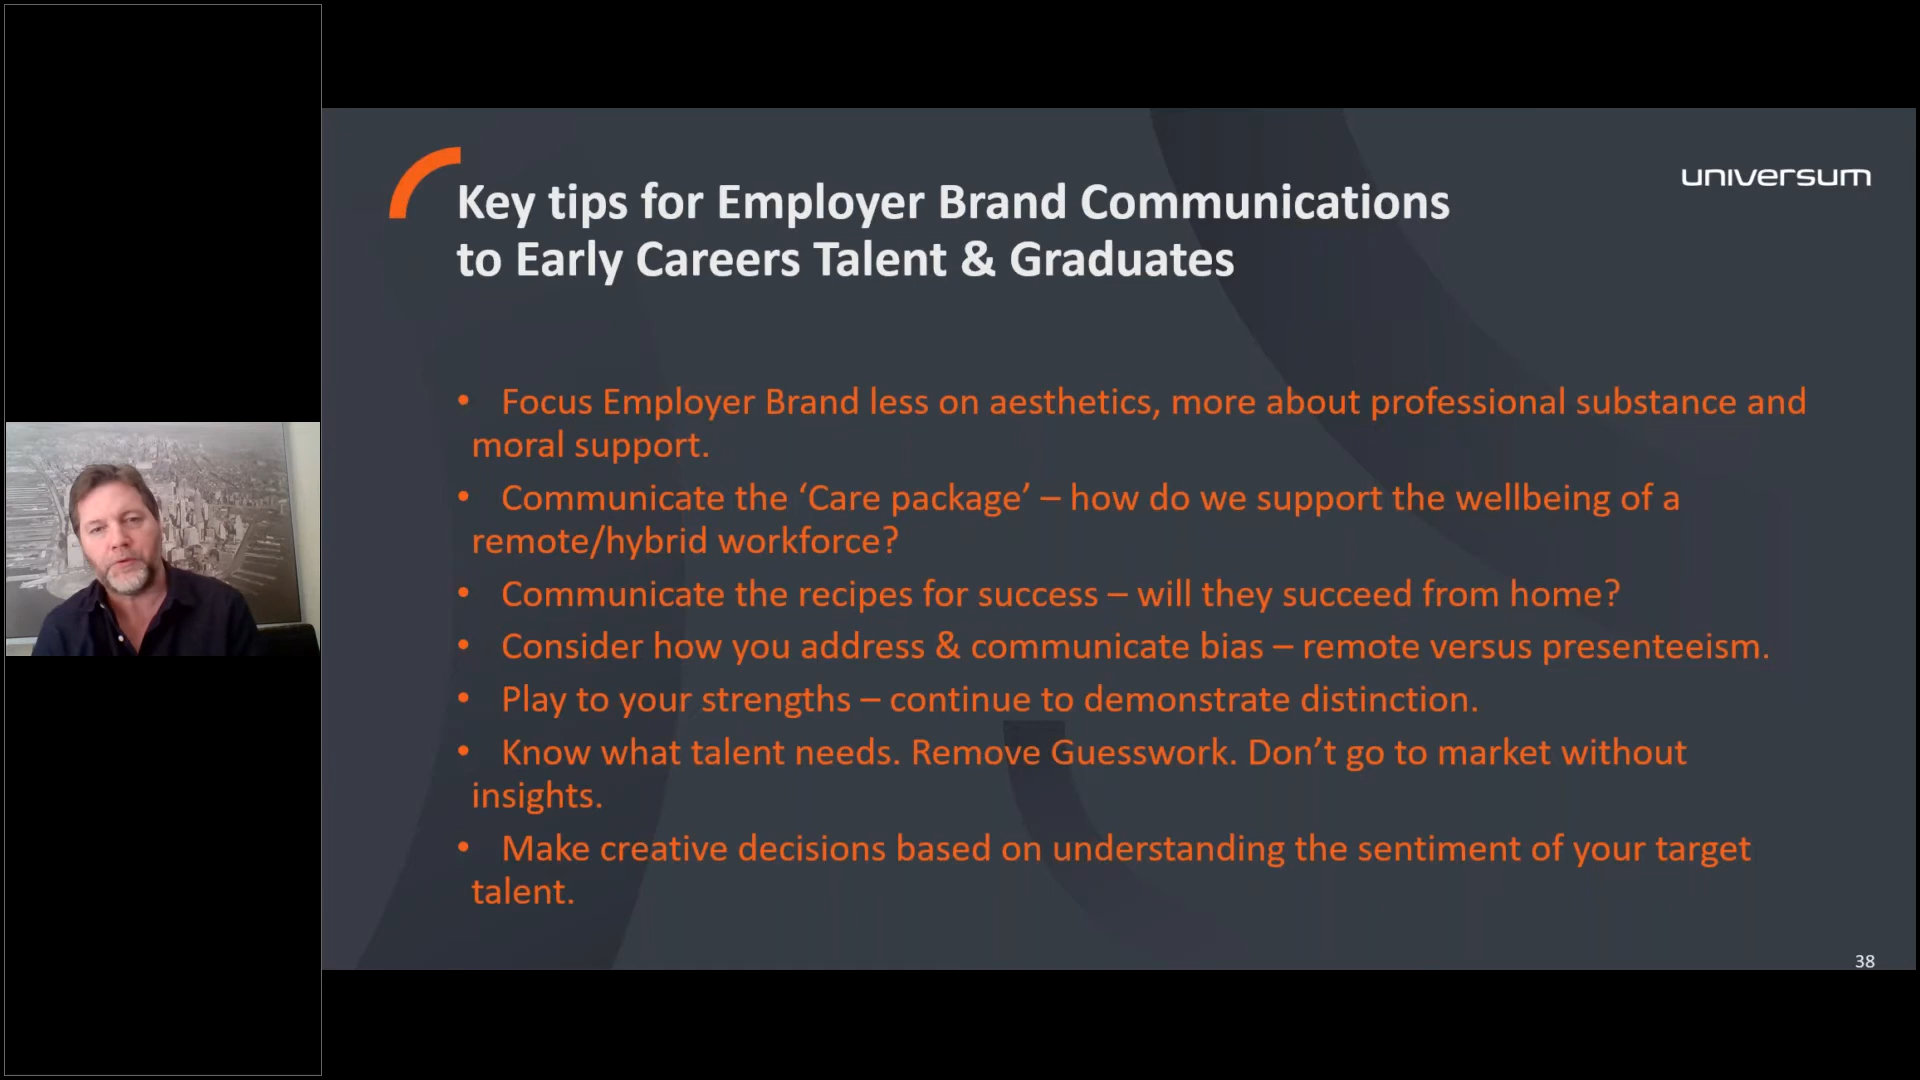 universum
Key tips for Employer Brand Communications
to Early Careers Talent & Graduates
• Focus Employer Brand less on aesthetics, more about professional substance and
moral support.
• Communicate the ‘Care package’ – how do we support the wellbeing of a
remote/hybrid workforce?
• Communicate the recipes for success – will they succeed from home?
• Consider how you address & communicate bias – remote versus presenteeism.
• Play to your strengths – continue to demonstrate distinction.
• Know what talent needs. Remove Guesswork. Don’t go to market without
insights.
• Make creative decisions based on understanding the sentiment of your target
talent.
38